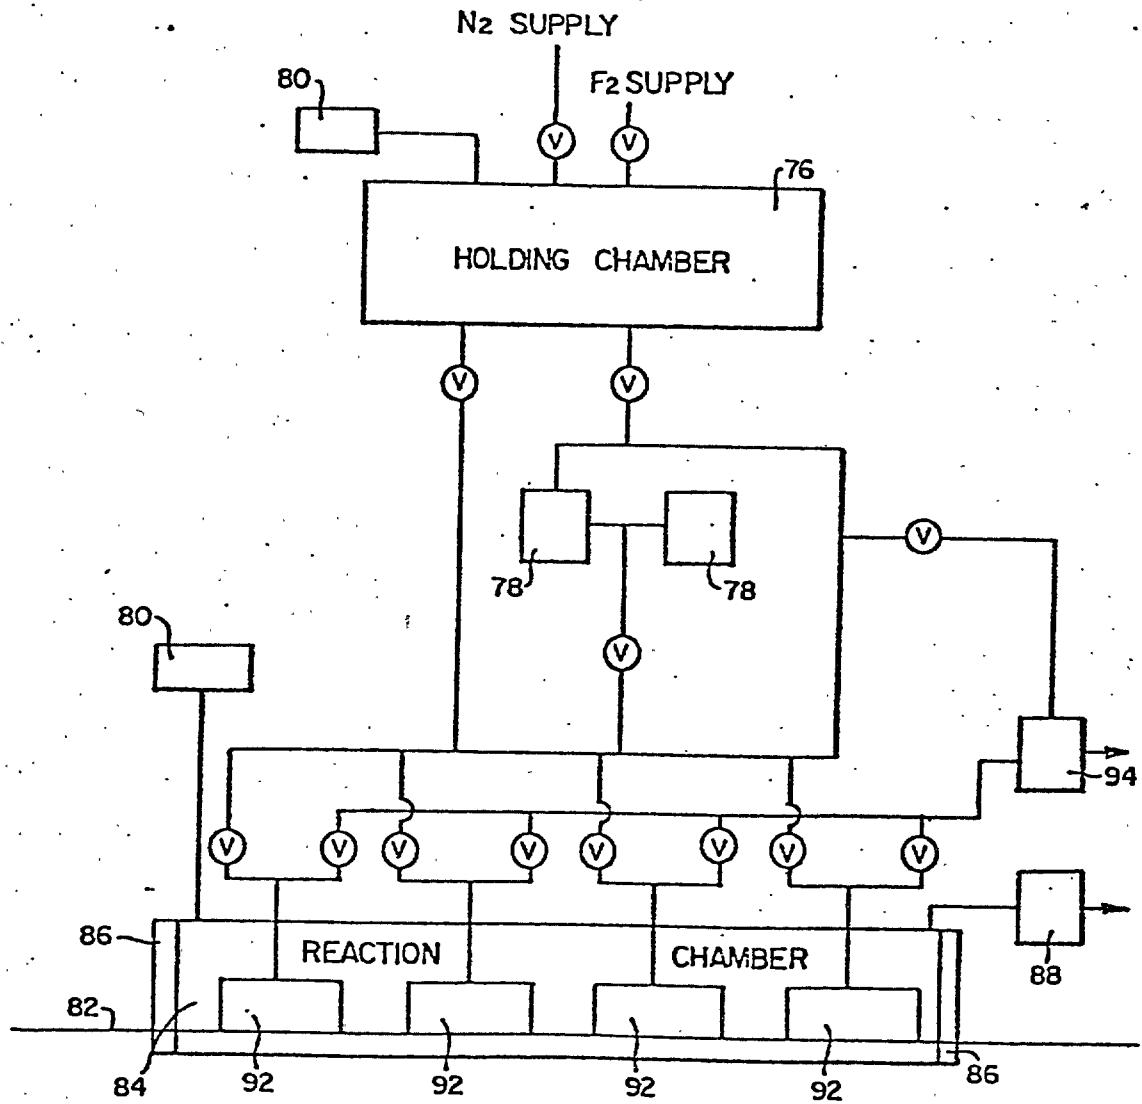 N2 SUPPLY
F2 SUPPLY
80
V V
76
HOLDING CHAMBER
V V
V
78 78
80
V
94
V V V V V V V V
86
REACTION CHAMBER
88
82
84 92 92 92 92 86